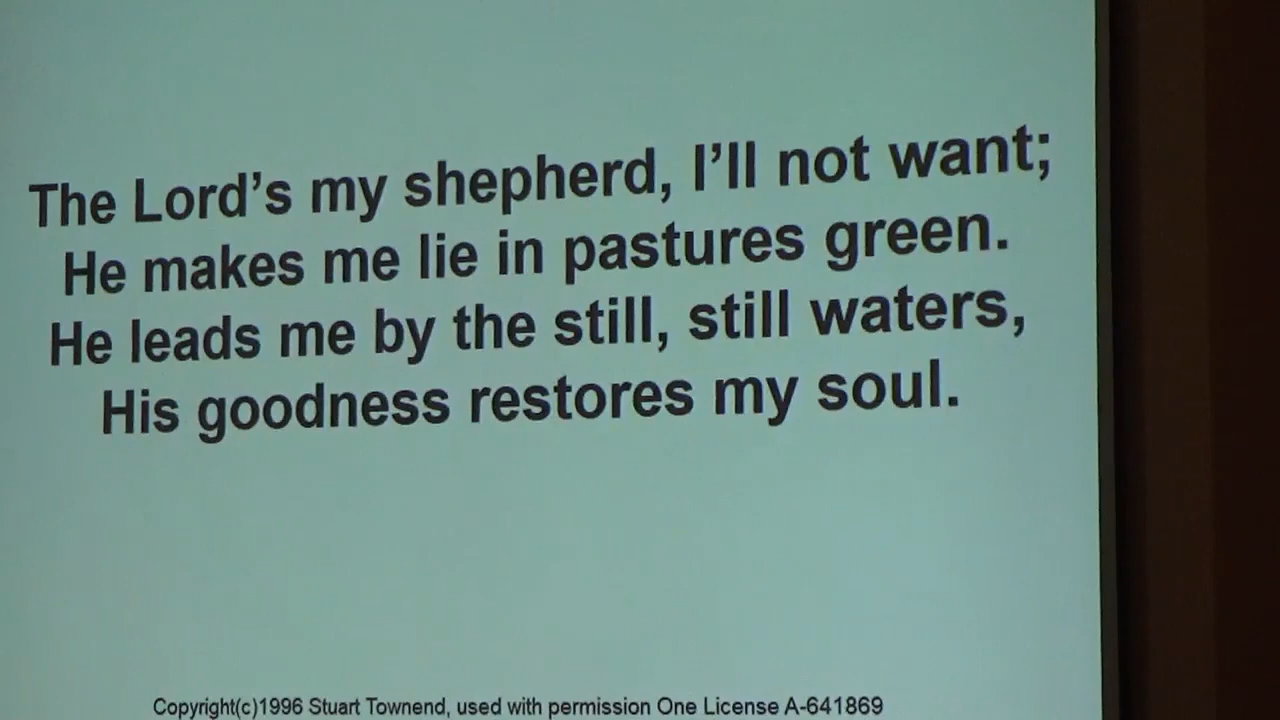 The Lord’s my shepherd, I’ll not want;
He makes me lie in pastures green.
He leads me by the still, still waters,
His goodness restores my soul.
Copyright(c)1996 Stuart Townend, used with permission One License A-641869